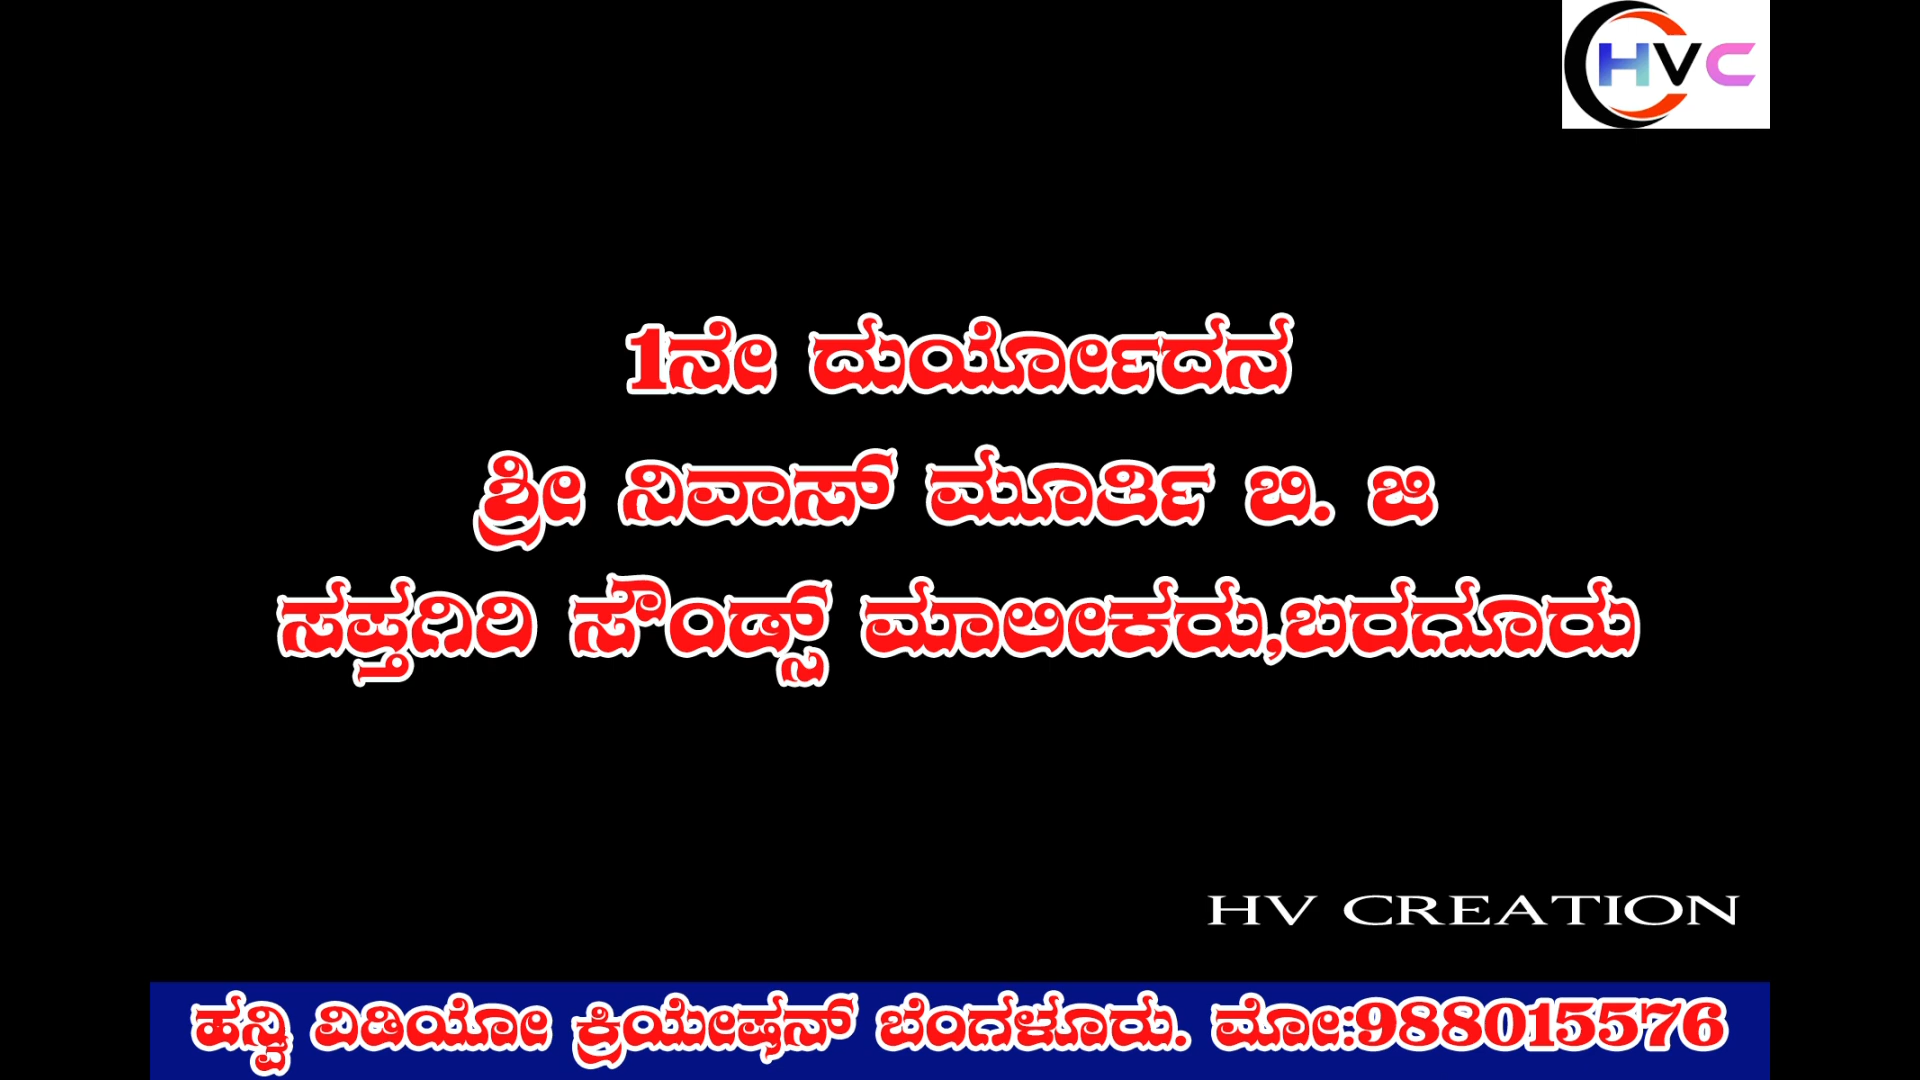 HVC
1ನೇ ದುರ್ಯೋದನ
ಶ್ರೀ ನಿವಾಸ್ ಮೂರ್ತಿ ಬಿ. ಜಿ
ಸಪ್ತಗಿರಿ ಸೌಂಡ್ಸ್ ಮಾಲೀಕರು,ಬರಗೂರು
HV CREATION
ಹನ್ವಿ ವಿಡಿಯೋ ಕ್ರಿಯೇಷನ್ ಬೆಂಗಳೂರು. ಮೋ:9880155576